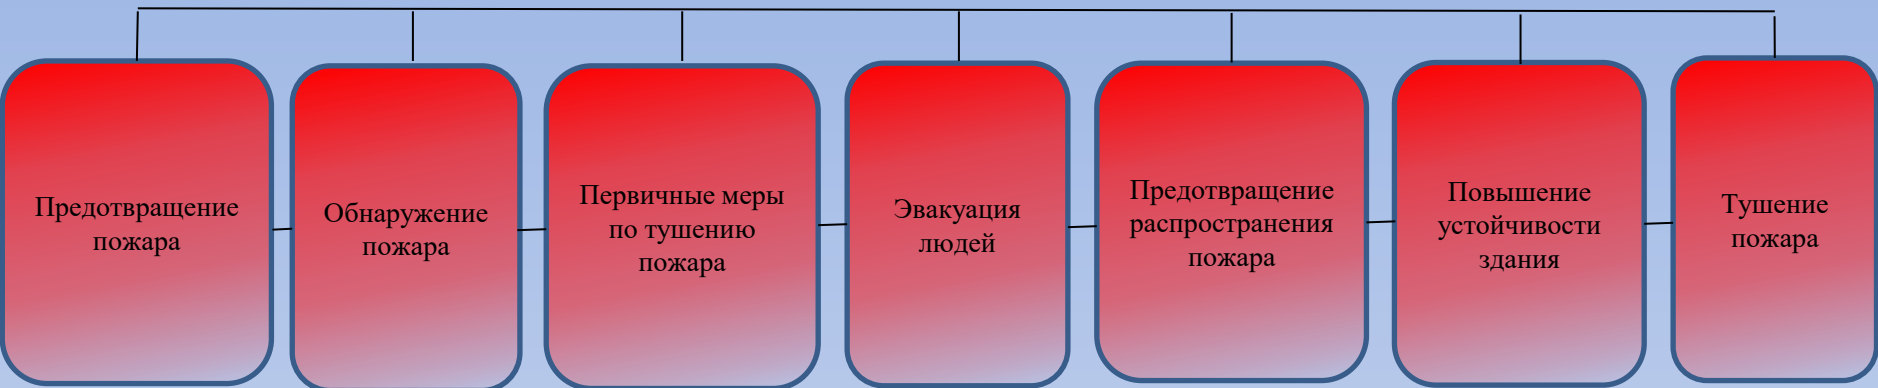 Предотвращение
пожара
Обнаружение
пожара
Первичные меры
по тушению
пожара
Эвакуация
людей
Предотвращение
распространения
пожара
Повышение
устойчивости
здания
Тушение
пожара